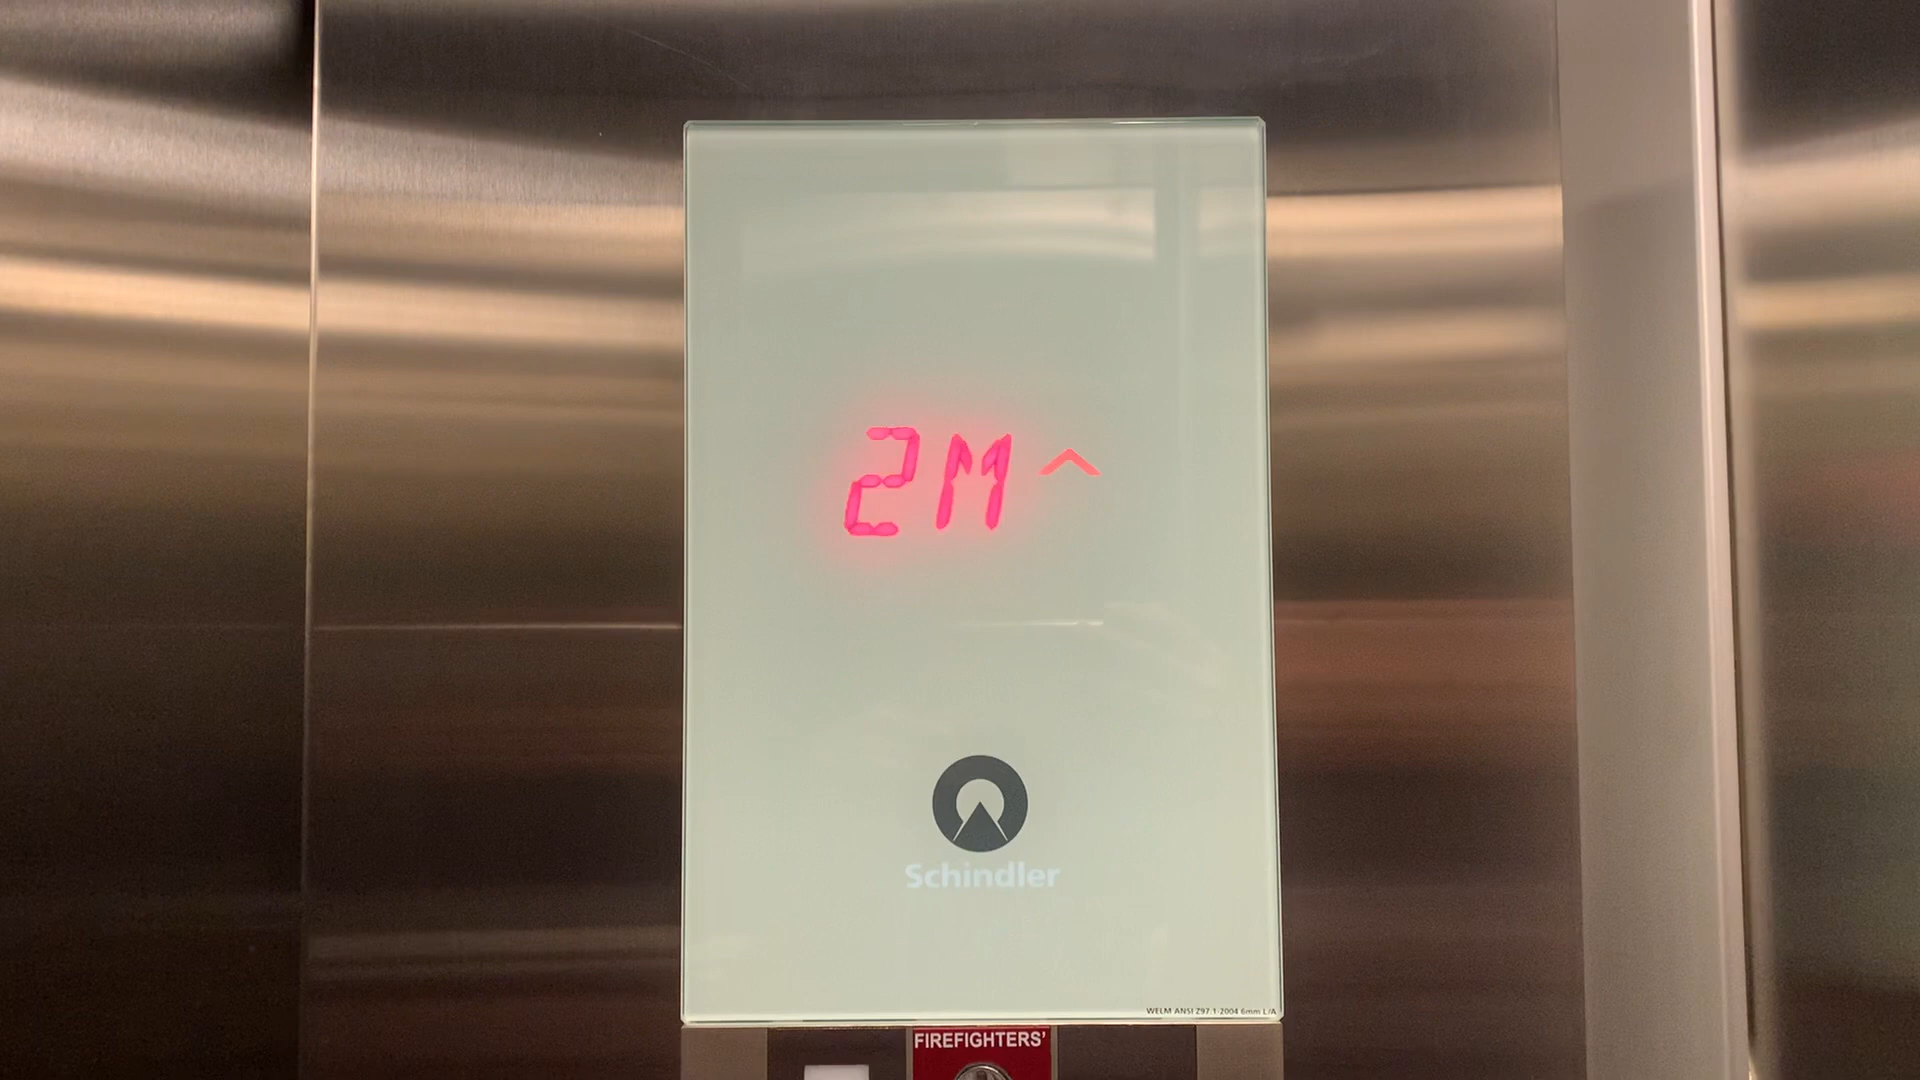 2M
Schindler
WELM ANSI Z97.1-2004 6mm L/A
FIREFIGHTERS'